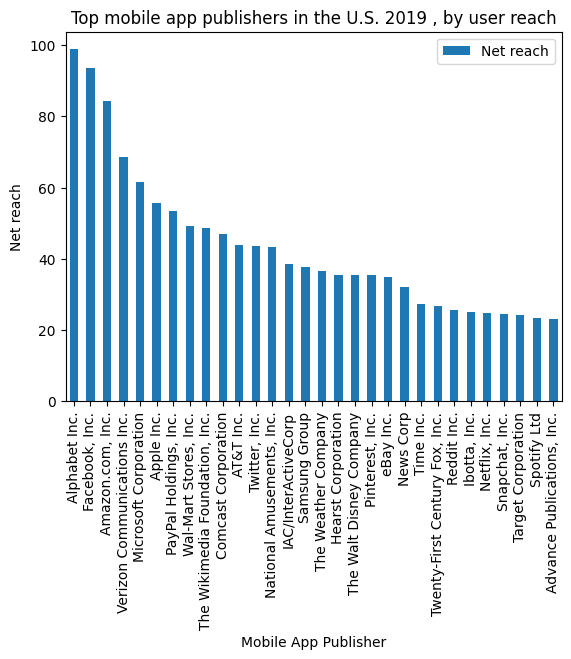 Top mobile app publishers in the U.S. 2019 , by user reach
Net reach
Net reach
100
80
60
40
20
0
Alphabet Inc.
Facebook, Inc.
Amazon.com, Inc.
Verizon Communications Inc.
Microsoft Corporation
Apple Inc.
PayPal Holdings, Inc.
Wal-Mart Stores, Inc.
The Wikimedia Foundation, Inc.
Comcast Corporation
AT&T Inc.
Twitter, Inc.
National Amusements, Inc.
IAC/InterActiveCorp
Samsung Group
The Weather Company
Hearst Corporation
The Walt Disney Company
Pinterest, Inc.
eBay Inc.
News Corp
Time Inc.
Twenty-First Century Fox, Inc.
Reddit Inc.
Ibotta, Inc.
Netflix, Inc.
Snapchat, Inc.
Target Corporation
Spotify Ltd
Advance Publications, Inc.
Mobile App Publisher